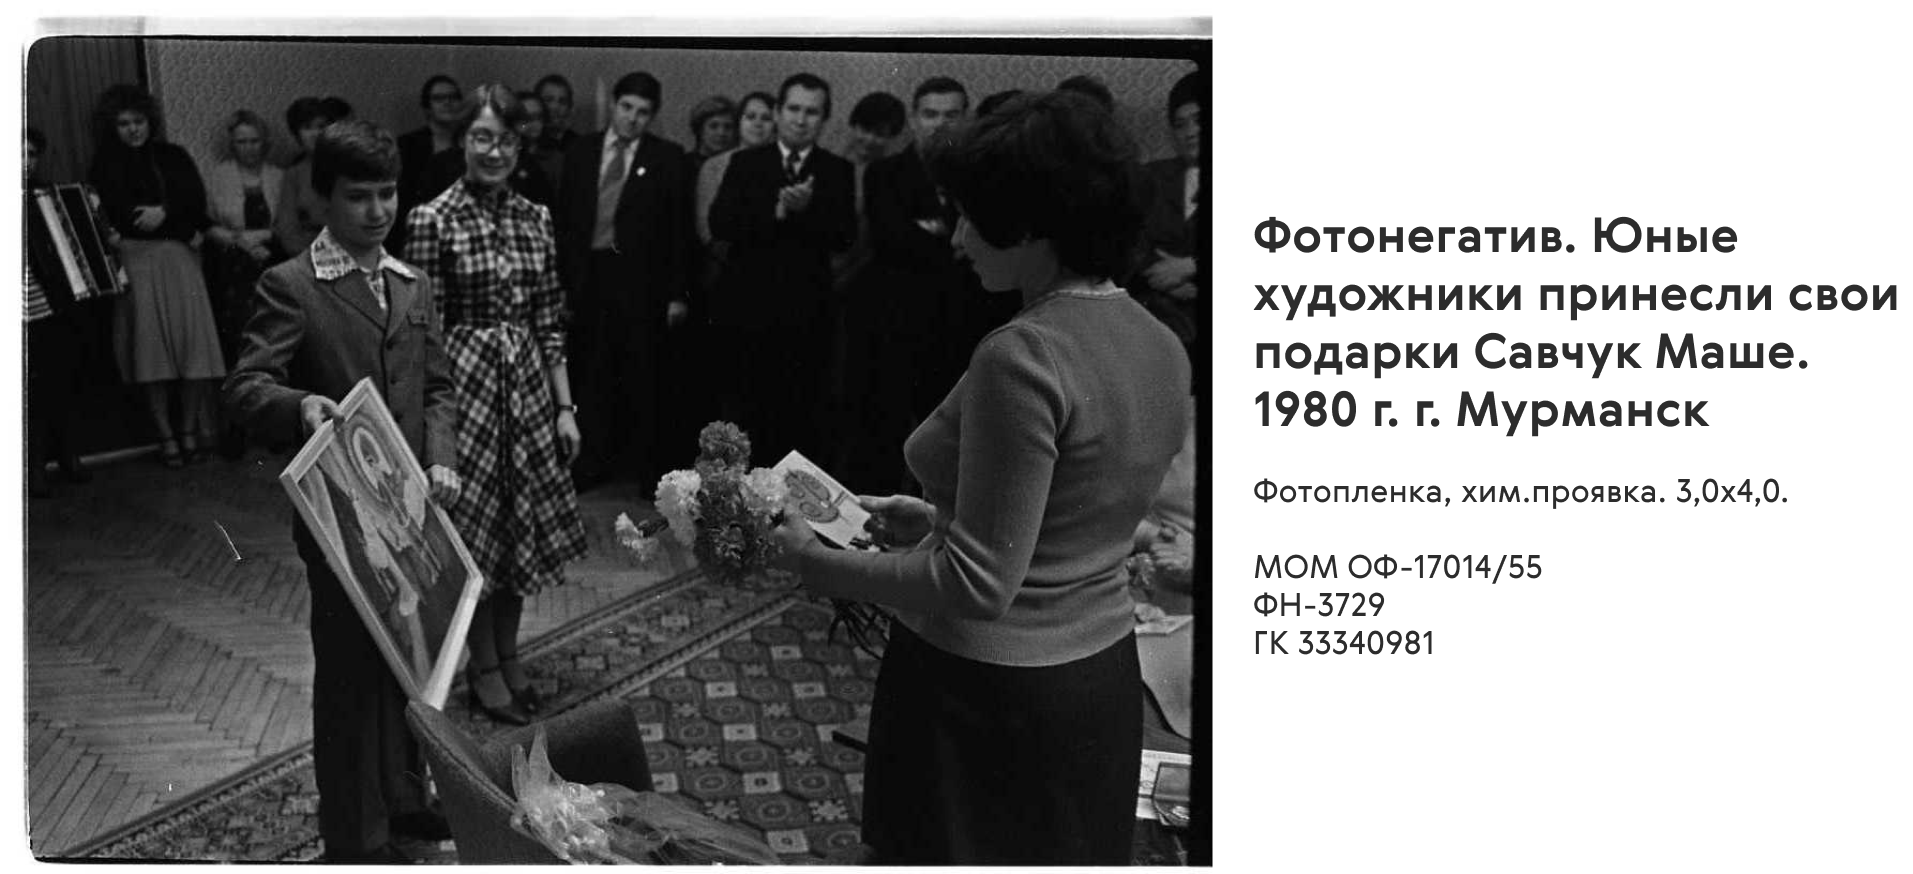 Фотонегатив. Юные
художники принесли свои
подарки Савчук Маше.
1980 г. г. Мурманск
Фотопленка, хим.проявка. 3,0х4,0.
МОМ ОФ-17014/55
ФН-3729
ГК 33340981